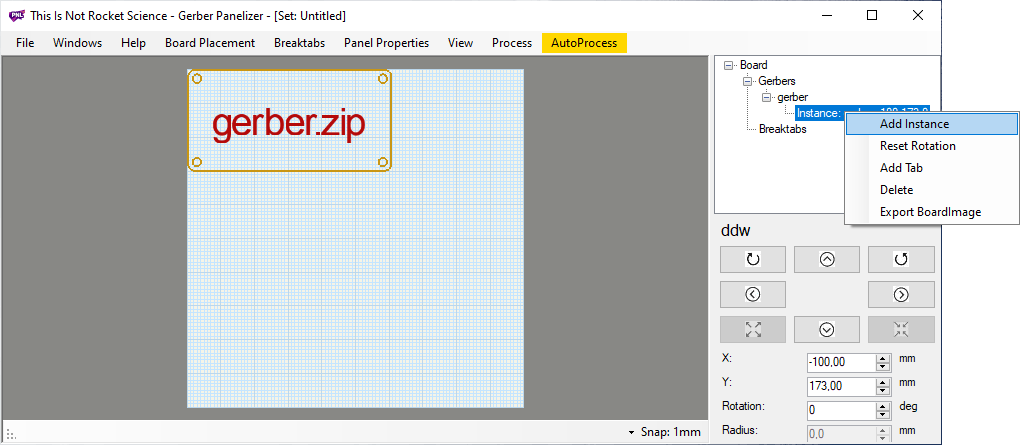 PNL
This Is Not Rocket Science - Gerber Panelizer - [Set: Untitled]
File Windows Help Board Placement Breaktabs Panel Properties View Process AutoProcess
gerber.zip
Board
Gerbers
gerber
Instance:
Breaktabs
Add Instance
Reset Rotation
Add Tab
Delete
Export BoardImage
ddw
X: -100,00 mm
Y: 173,00 mm
Rotation: 0 deg
Radius: 0,0 mm
Snap: 1mm